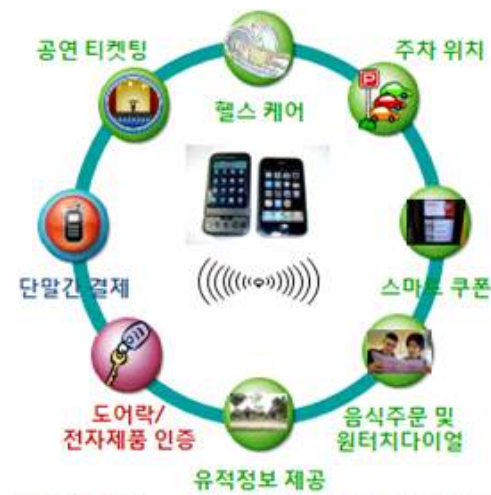 공연 티켓팅
주차 위치
헬스 케어
P
단말간 결제
스마트 쿠폰
도어락/
전자제품 인증
음식주문 및
원터치다이얼
유적정보 제공